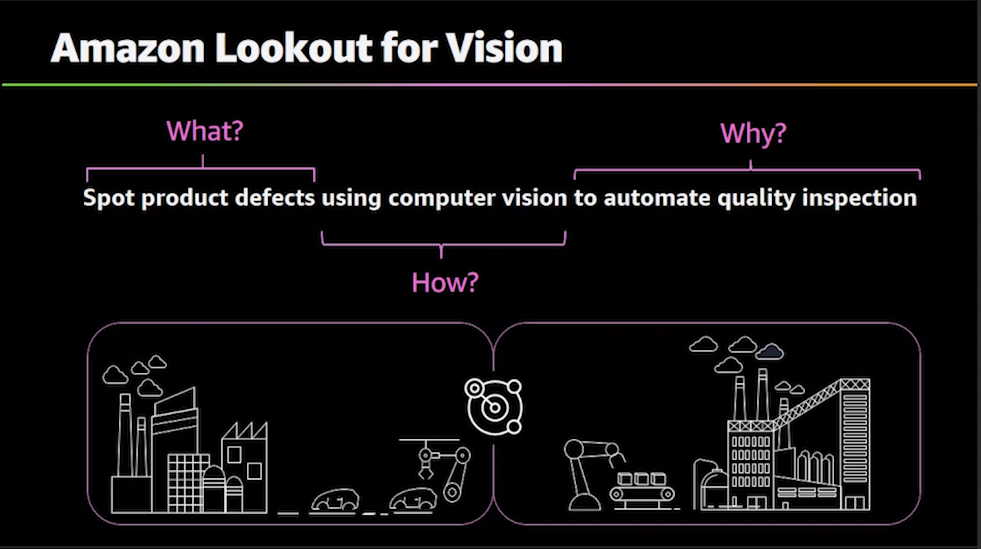 Amazon Lookout for Vision
What?
Why?
Spot product defects using computer vision to automate quality inspection
How?